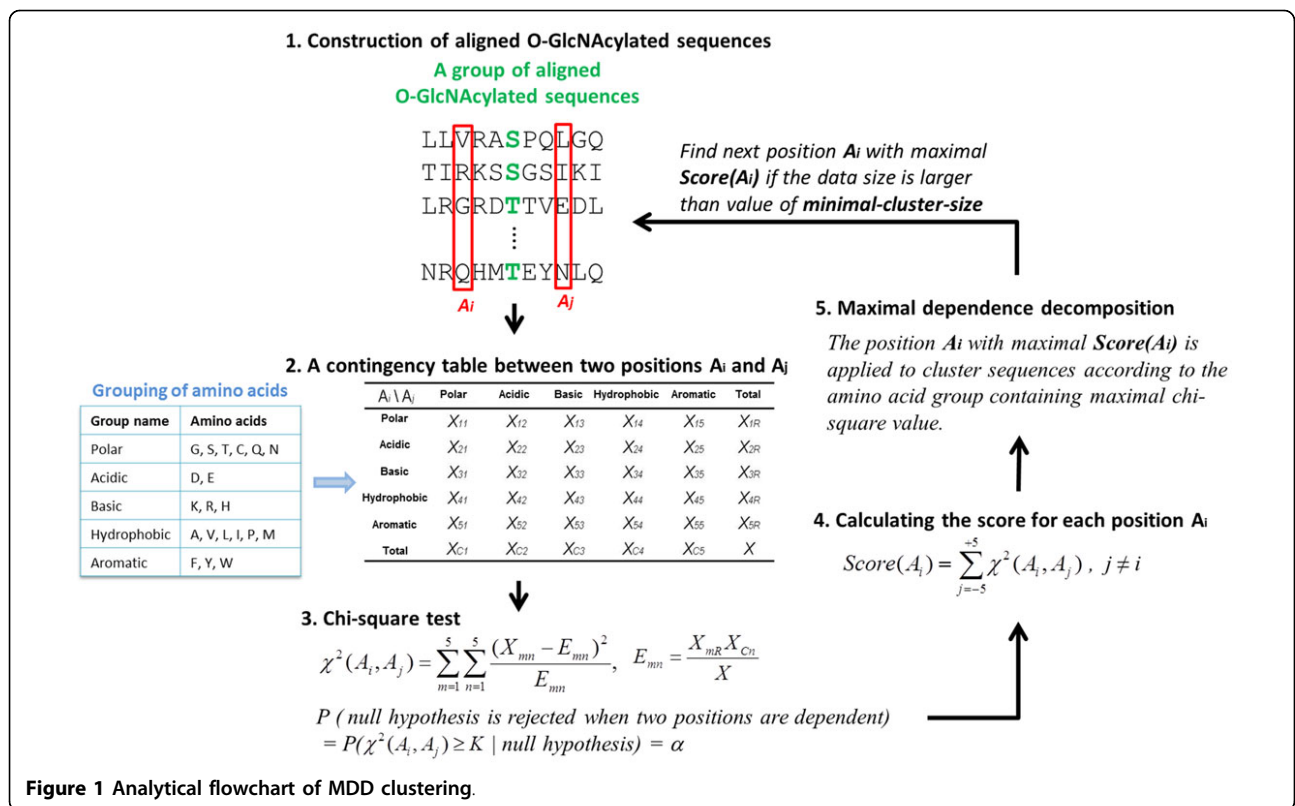 1. Construction of aligned O-GlcNAcylated sequences
A group of aligned
O-GlcNAcylated sequences
LLVRASPQLGQ
TIRKSSGSIKI
LRGRDTTVEDL
⋮
NRQHMTEYNLQ
Ai Aj
Find next position Ai with maximal
Score(Ai) if the data size is larger
than value of minimal-cluster-size
2. A contingency table between two positions Ai and Aj
Grouping of amino acids
Group name Amino acids
Polar G, S, T, C, Q, N
Acidic D, E
Basic K, R, H
Hydrophobic A, V, L, I, P, M
Aromatic F, Y, W
Ai \ Aj Polar Acidic Basic Hydrophobic Aromatic Total
Polar X11 X12 X13 X14 X15 X1R
Acidic X21 X22 X23 X24 X25 X2R
Basic X31 X32 X33 X34 X35 X3R
Hydrophobic X41 X42 X43 X44 X45 X4R
Aromatic X51 X52 X53 X54 X55 X5R
Total XC1 XC2 XC3 XC4 XC5 X
3. Chi-square test
χ²(Ai, Aj) = Σ(m=1 to 5) Σ(n=1 to 5) (Xmn − Emn)² / Emn, Emn = XmR XCn / X
P ( null hypothesis is rejected when two positions are dependent)
= P(χ²(Ai, Aj) ≥ K | null hypothesis) = α
4. Calculating the score for each position Ai
Score(Ai) = Σ(j=−5 to +5) χ²(Ai, Aj) , j ≠ i
5. Maximal dependence decomposition
The position Ai with maximal Score(Ai) is
applied to cluster sequences according to the
amino acid group containing maximal chi-
square value.
Figure 1 Analytical flowchart of MDD clustering.